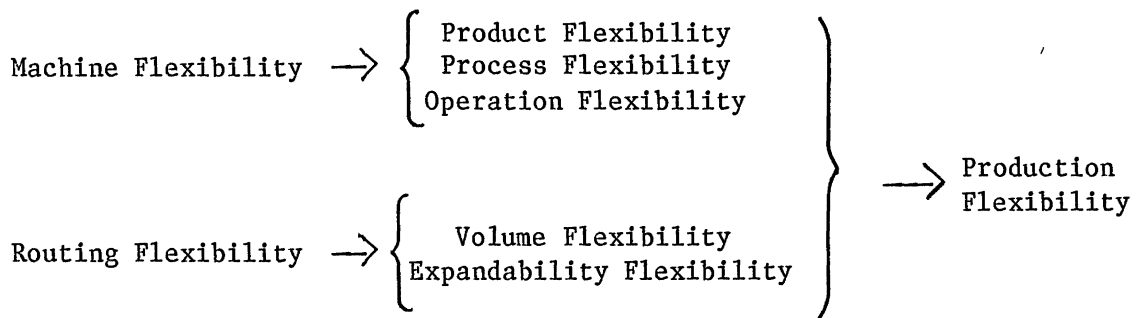 Machine Flexibility → { Product Flexibility
Process Flexibility
Operation Flexibility
Routing Flexibility → { Volume Flexibility
Expandability Flexibility
} → Production
Flexibility